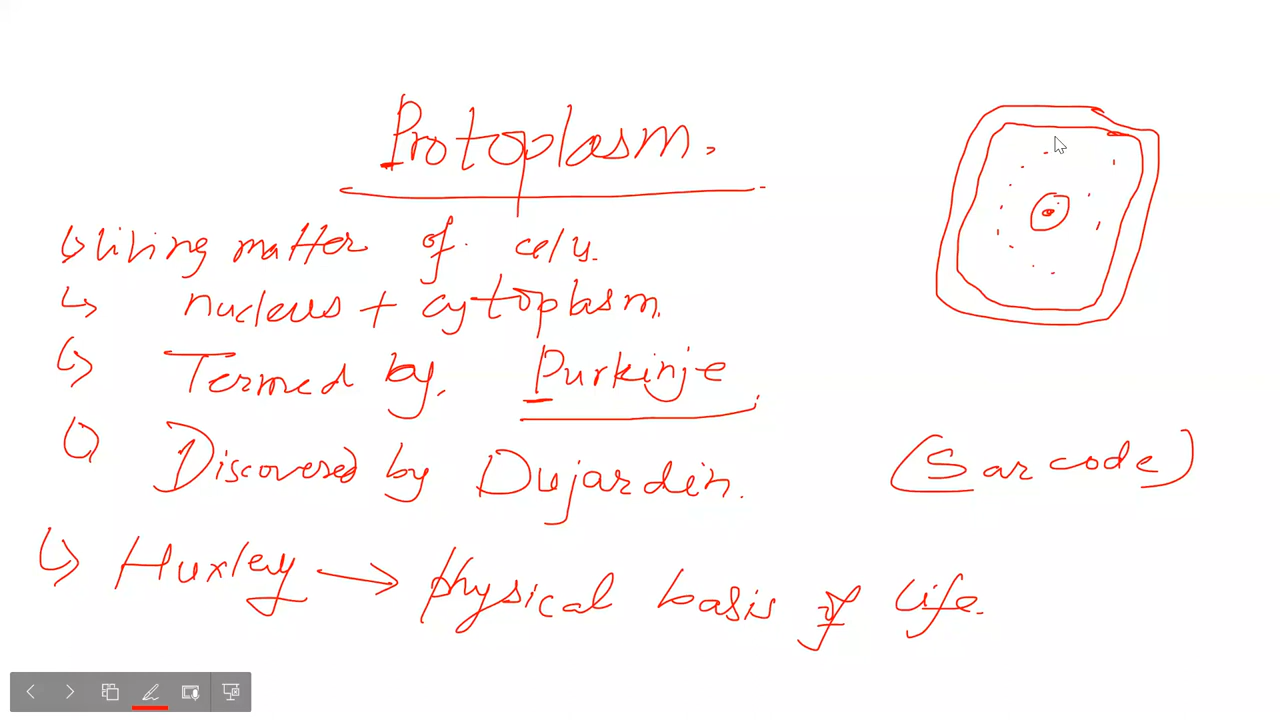 Protoplasm.
living matter of cells.
nucleus + cytoplasm.
Termed by Purkinje
Discovered by Dujardin. (Sarcode)
Huxley → physical basis of life.